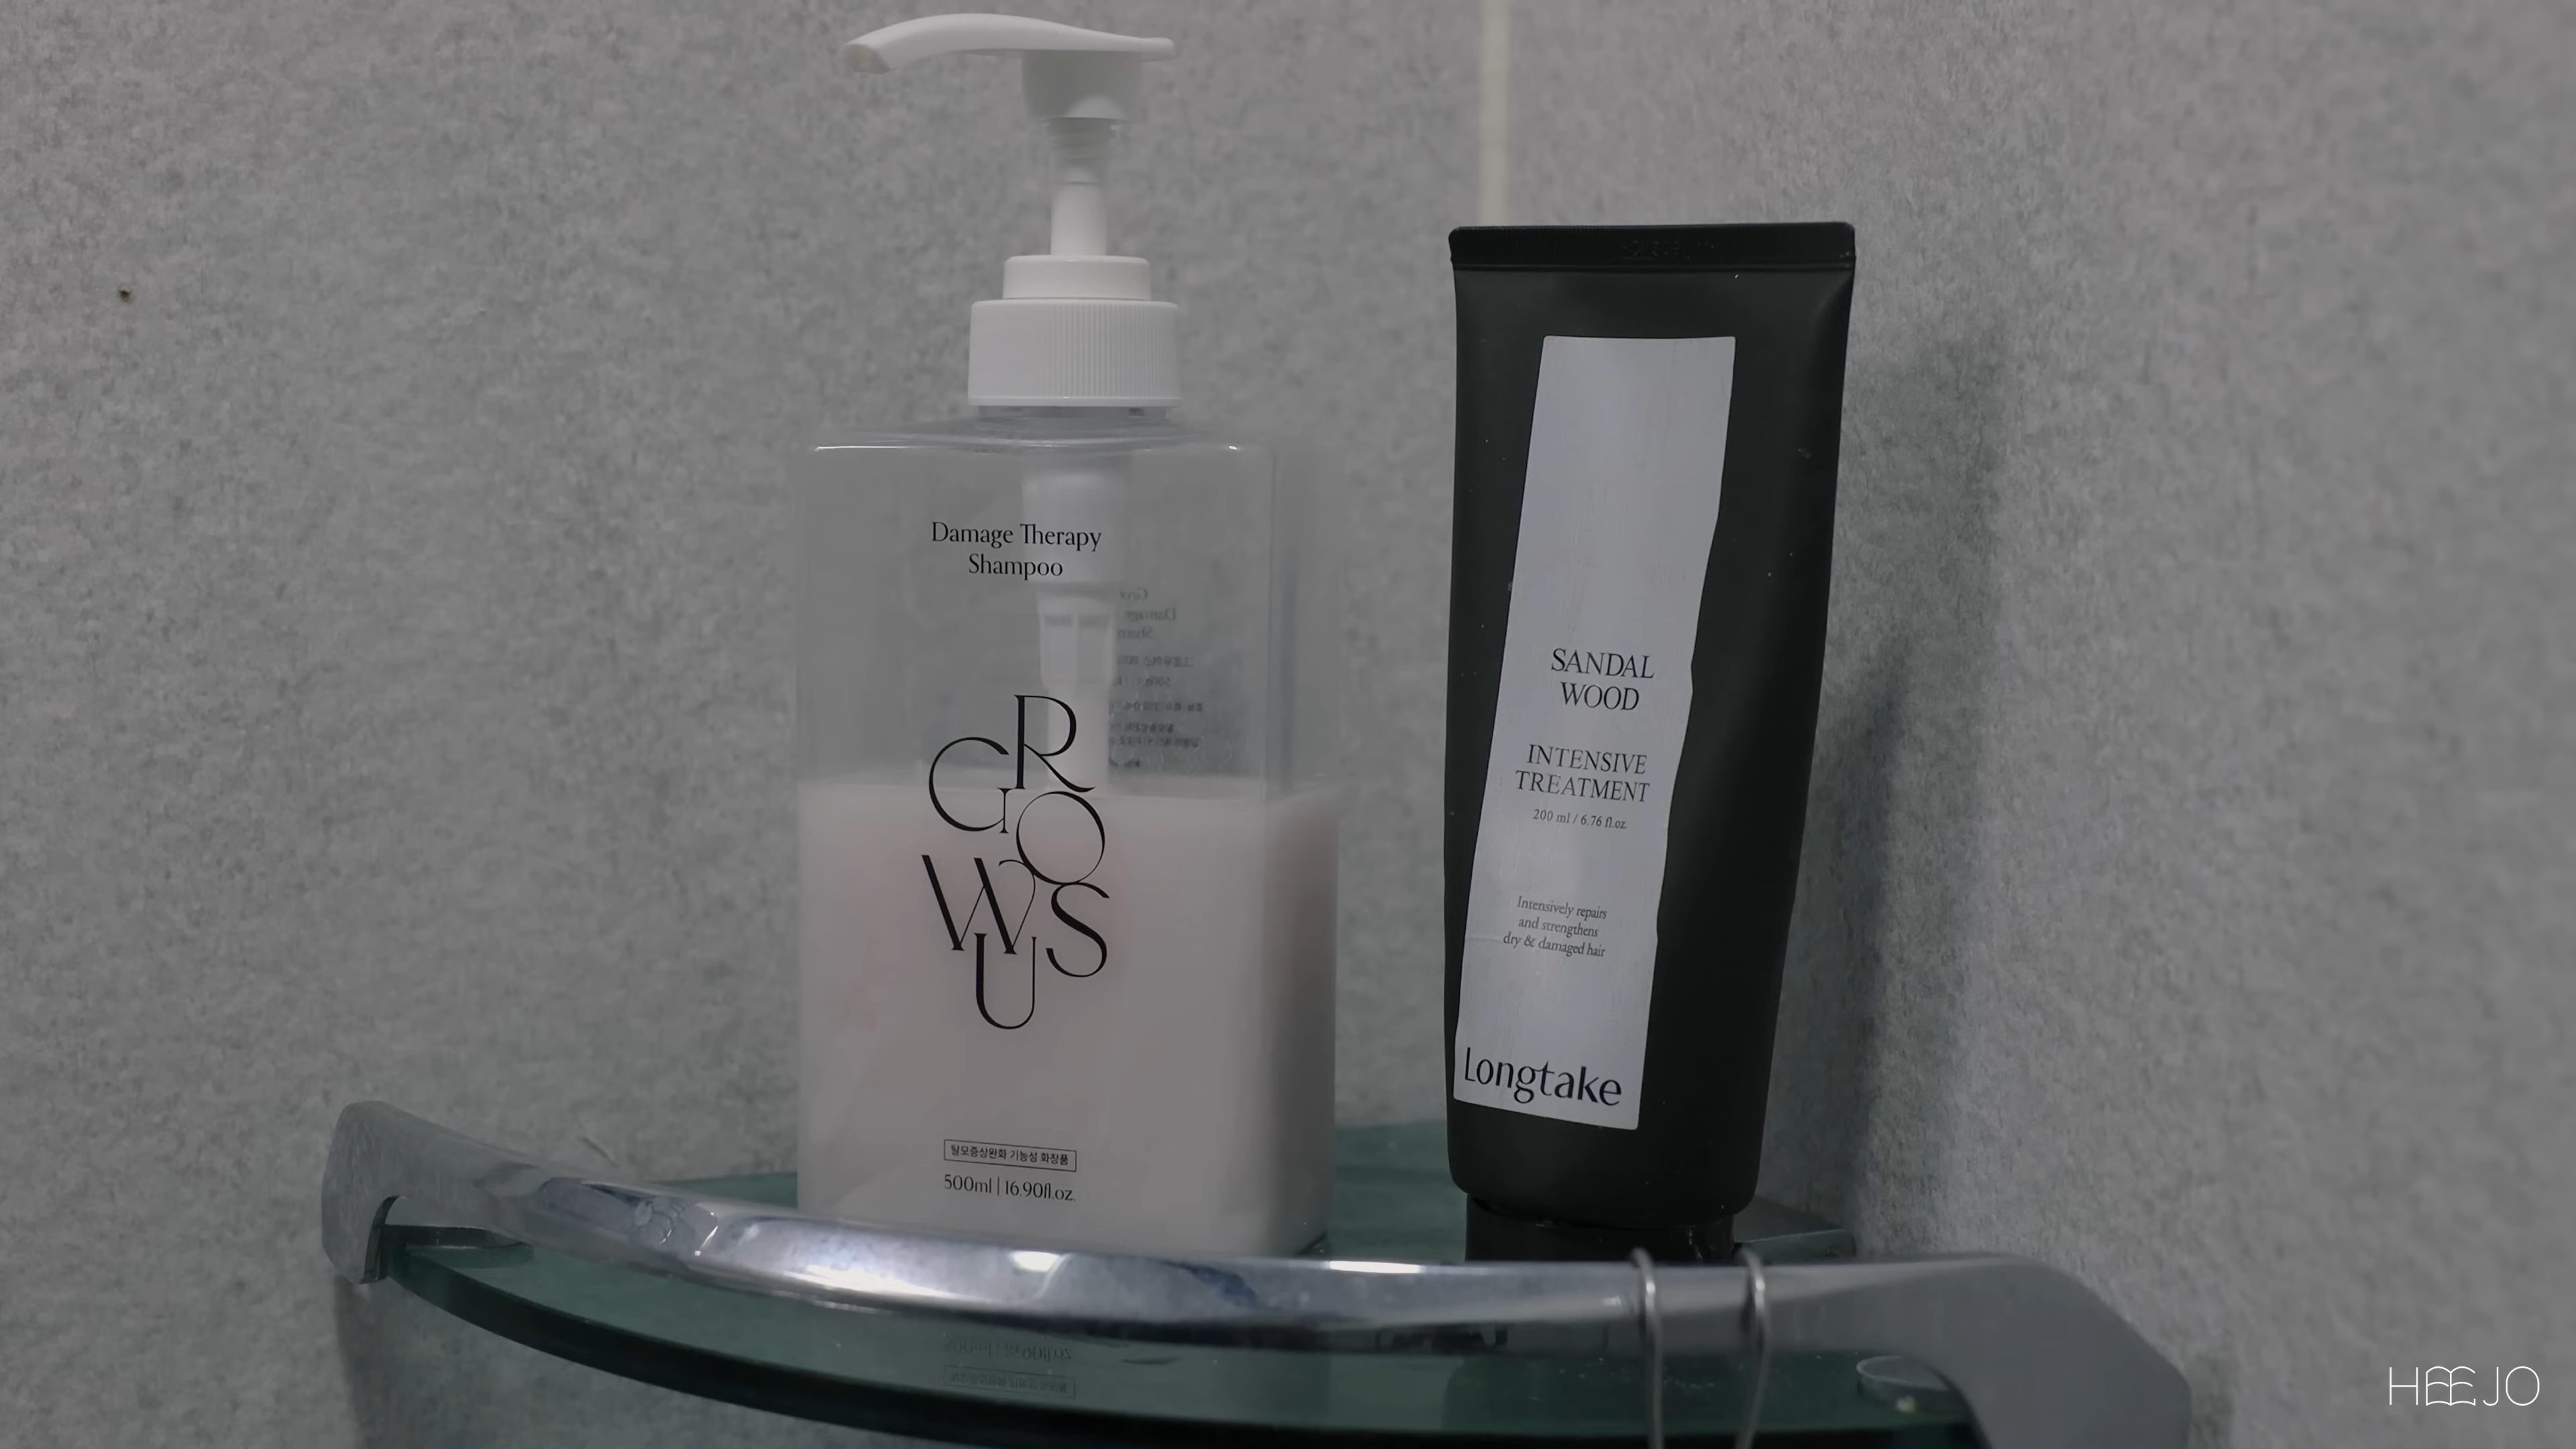 Damage Therapy
Shampoo
GROWUS
탈모증상완화 기능성 화장품
500ml | 16.90fl.oz.
SANDAL
WOOD
INTENSIVE
TREATMENT
200 ml / 6.76 fl.oz.
Intensively repairs
and strengthens
dry & damaged hair
Longtake
HEEJO